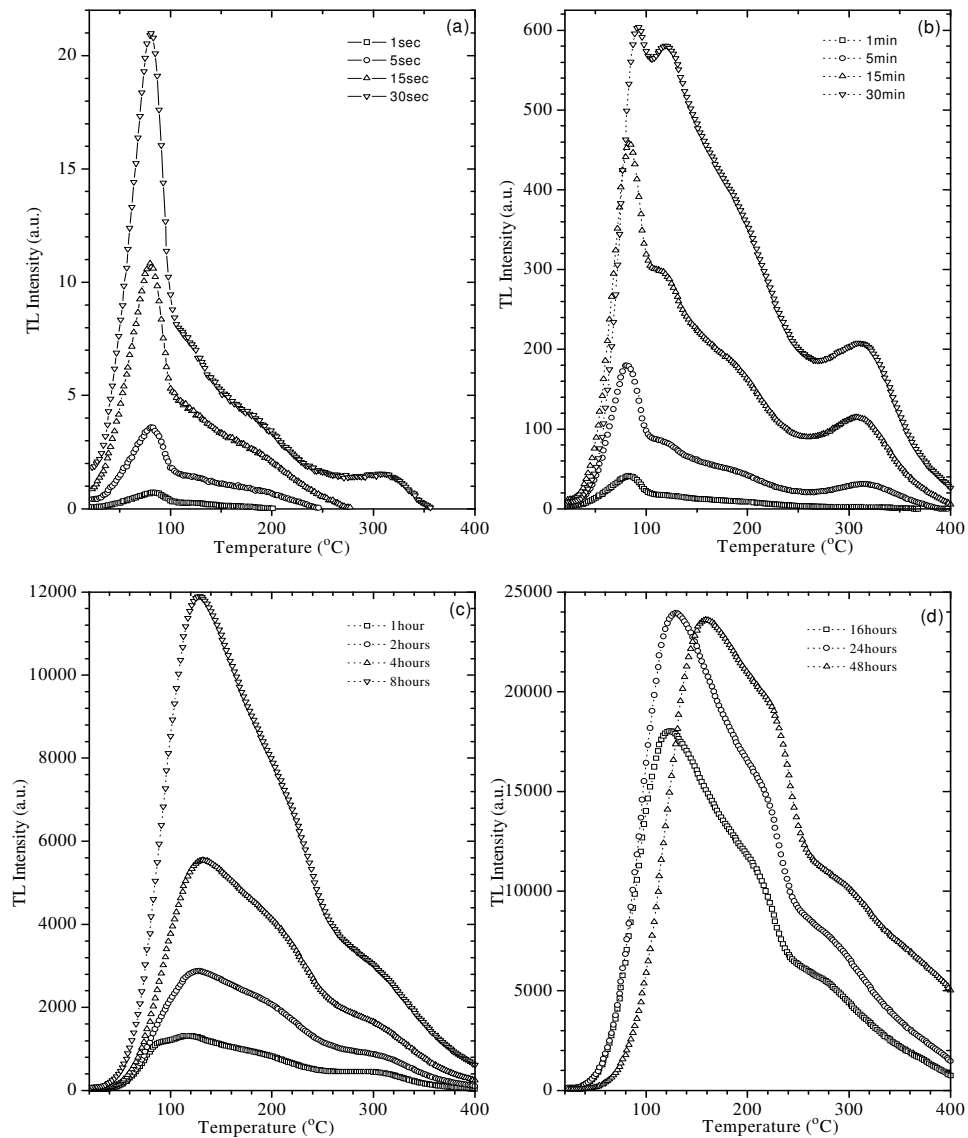 (a)
1sec
5sec
15sec
30sec
20
15
10
5
0
TL Intensity (a.u.)
100 200 300 400
Temperature (°C)
(b)
1min
5min
15min
30min
600
500
400
300
200
100
0
TL Intensity (a.u.)
100 200 300 400
Temperature (°C)
(c)
1hour
2hours
4hours
8hours
12000
10000
8000
6000
4000
2000
0
TL Intensity (a.u.)
100 200 300 400
Temperature (°C)
(d)
16hours
24hours
48hours
25000
20000
15000
10000
5000
0
TL Intensity (a.u.)
100 200 300 400
Temperature (°C)